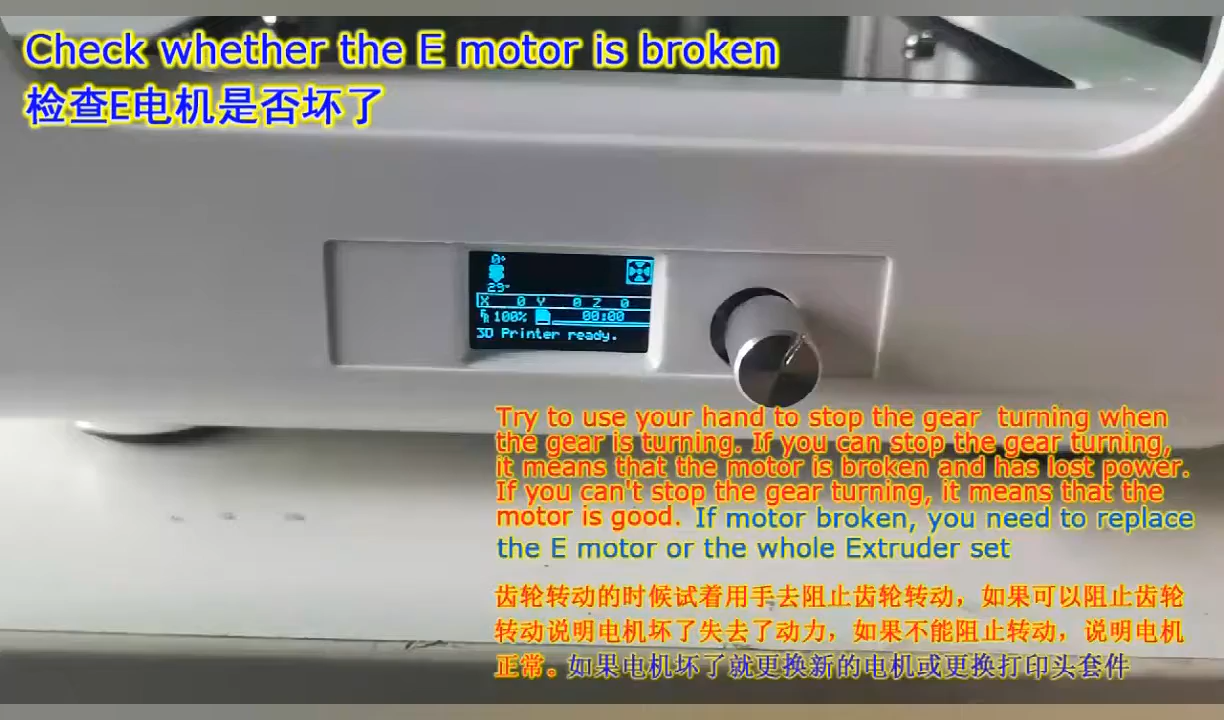 Check whether the E motor is broken
检查E电机是否坏了
0°
29°
X 0 Y 0 Z 0
100% 00:00
3D Printer ready.
Try to use your hand to stop the gear turning when
the gear is turning. If you can stop the gear turning,
it means that the motor is broken and has lost power.
If you can't stop the gear turning, it means that the
motor is good. If motor broken, you need to replace
the E motor or the whole Extruder set
齿轮转动的时候试着用手去阻止齿轮转动，如果可以阻止齿轮
转动说明电机坏了失去了动力，如果不能阻止转动，说明电机
正常。如果电机坏了就更换新的电机或更换打印头套件